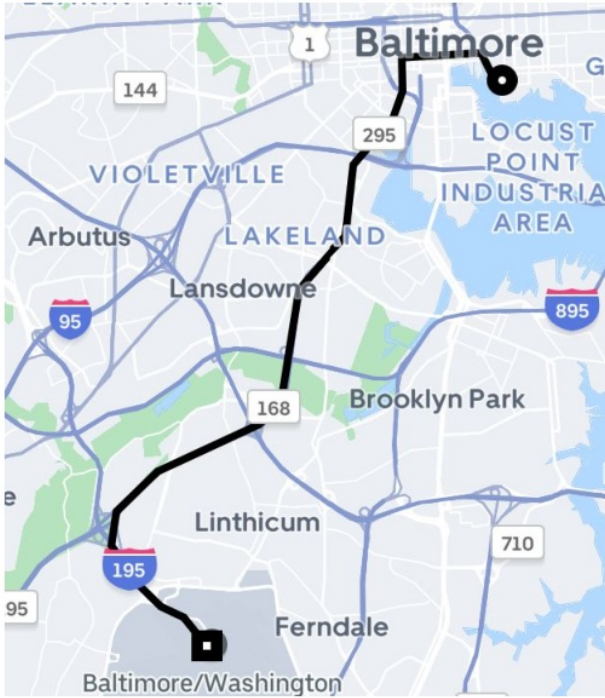 1
Baltimore
144
G
295
LOCUST
POINT
INDUSTRIA
AREA
VIOLETVILLE
Arbutus
LAKELAND
Lansdowne
95
895
168
Brooklyn Park
e
Linthicum
710
195
95
Ferndale
Baltimore/Washington